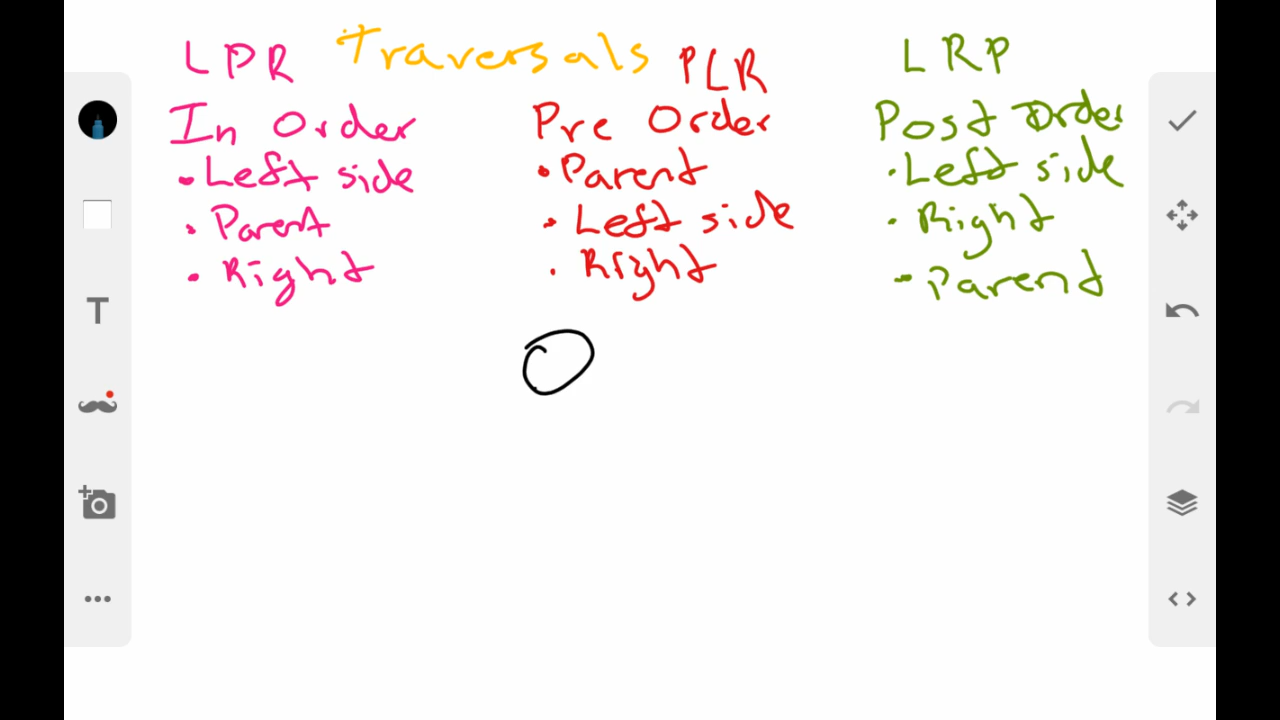 Traversals
LPR
In Order
• Left side
• Parent
• Right
PLR
Pre Order
• Parent
• Left side
• Right
LRP
Post Order
• Left side
• Right
• Parent
T